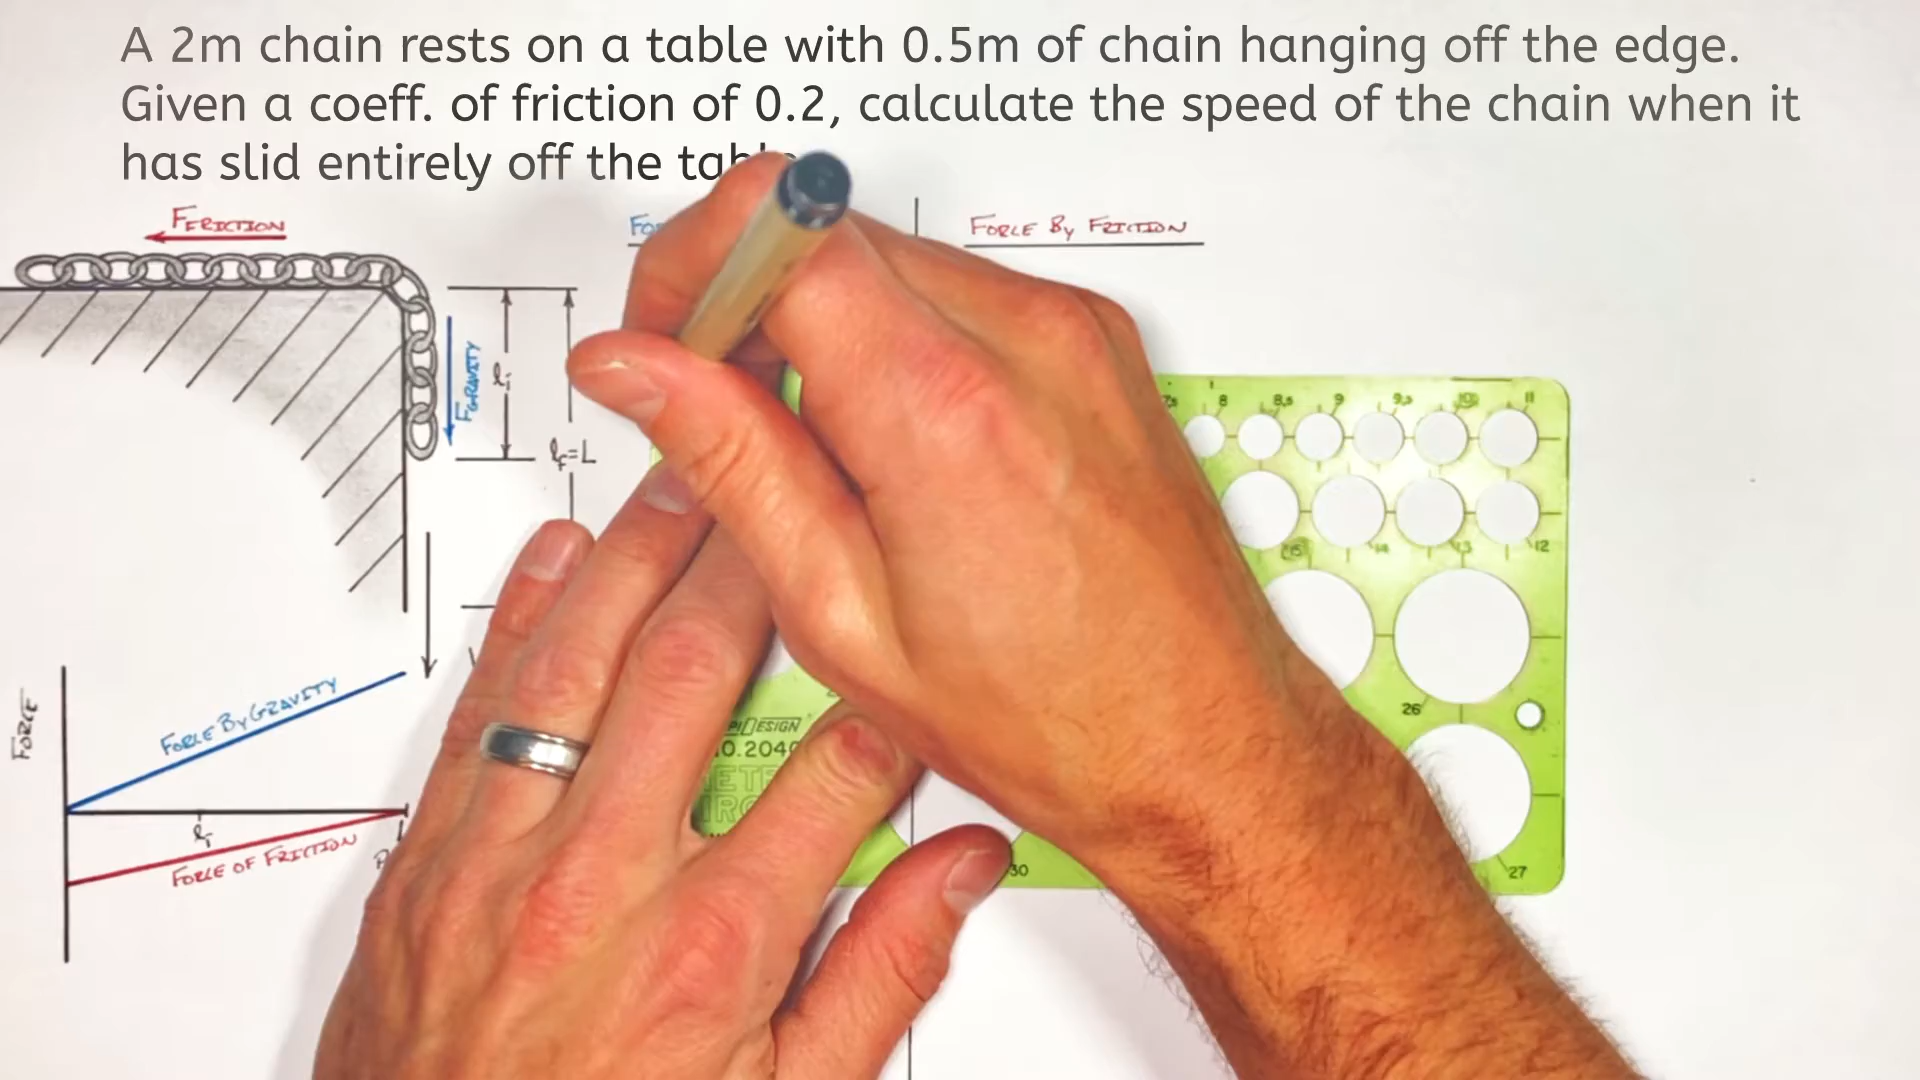 A 2m chain rests on a table with 0.5m of chain hanging off the edge.
Given a coeff. of friction of 0.2, calculate the speed of the chain when it
has slid entirely off the
FFRICTION
FORCE BY FRICTION
FGRAVITY
li
lF=L
FORCE
FORCE BY GRAVITY
li
FORCE OF FRICTION
8 8,5 9 9,5 10 11
15 14 13 12
26
30
27